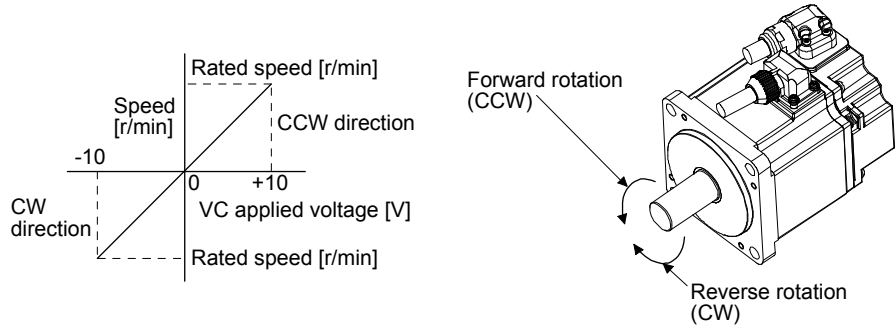 Rated speed [r/min]
Speed
[r/min]
CCW direction
-10
0
+10
CW
direction
VC applied voltage [V]
Rated speed [r/min]
Forward rotation
(CCW)
Reverse rotation
(CW)